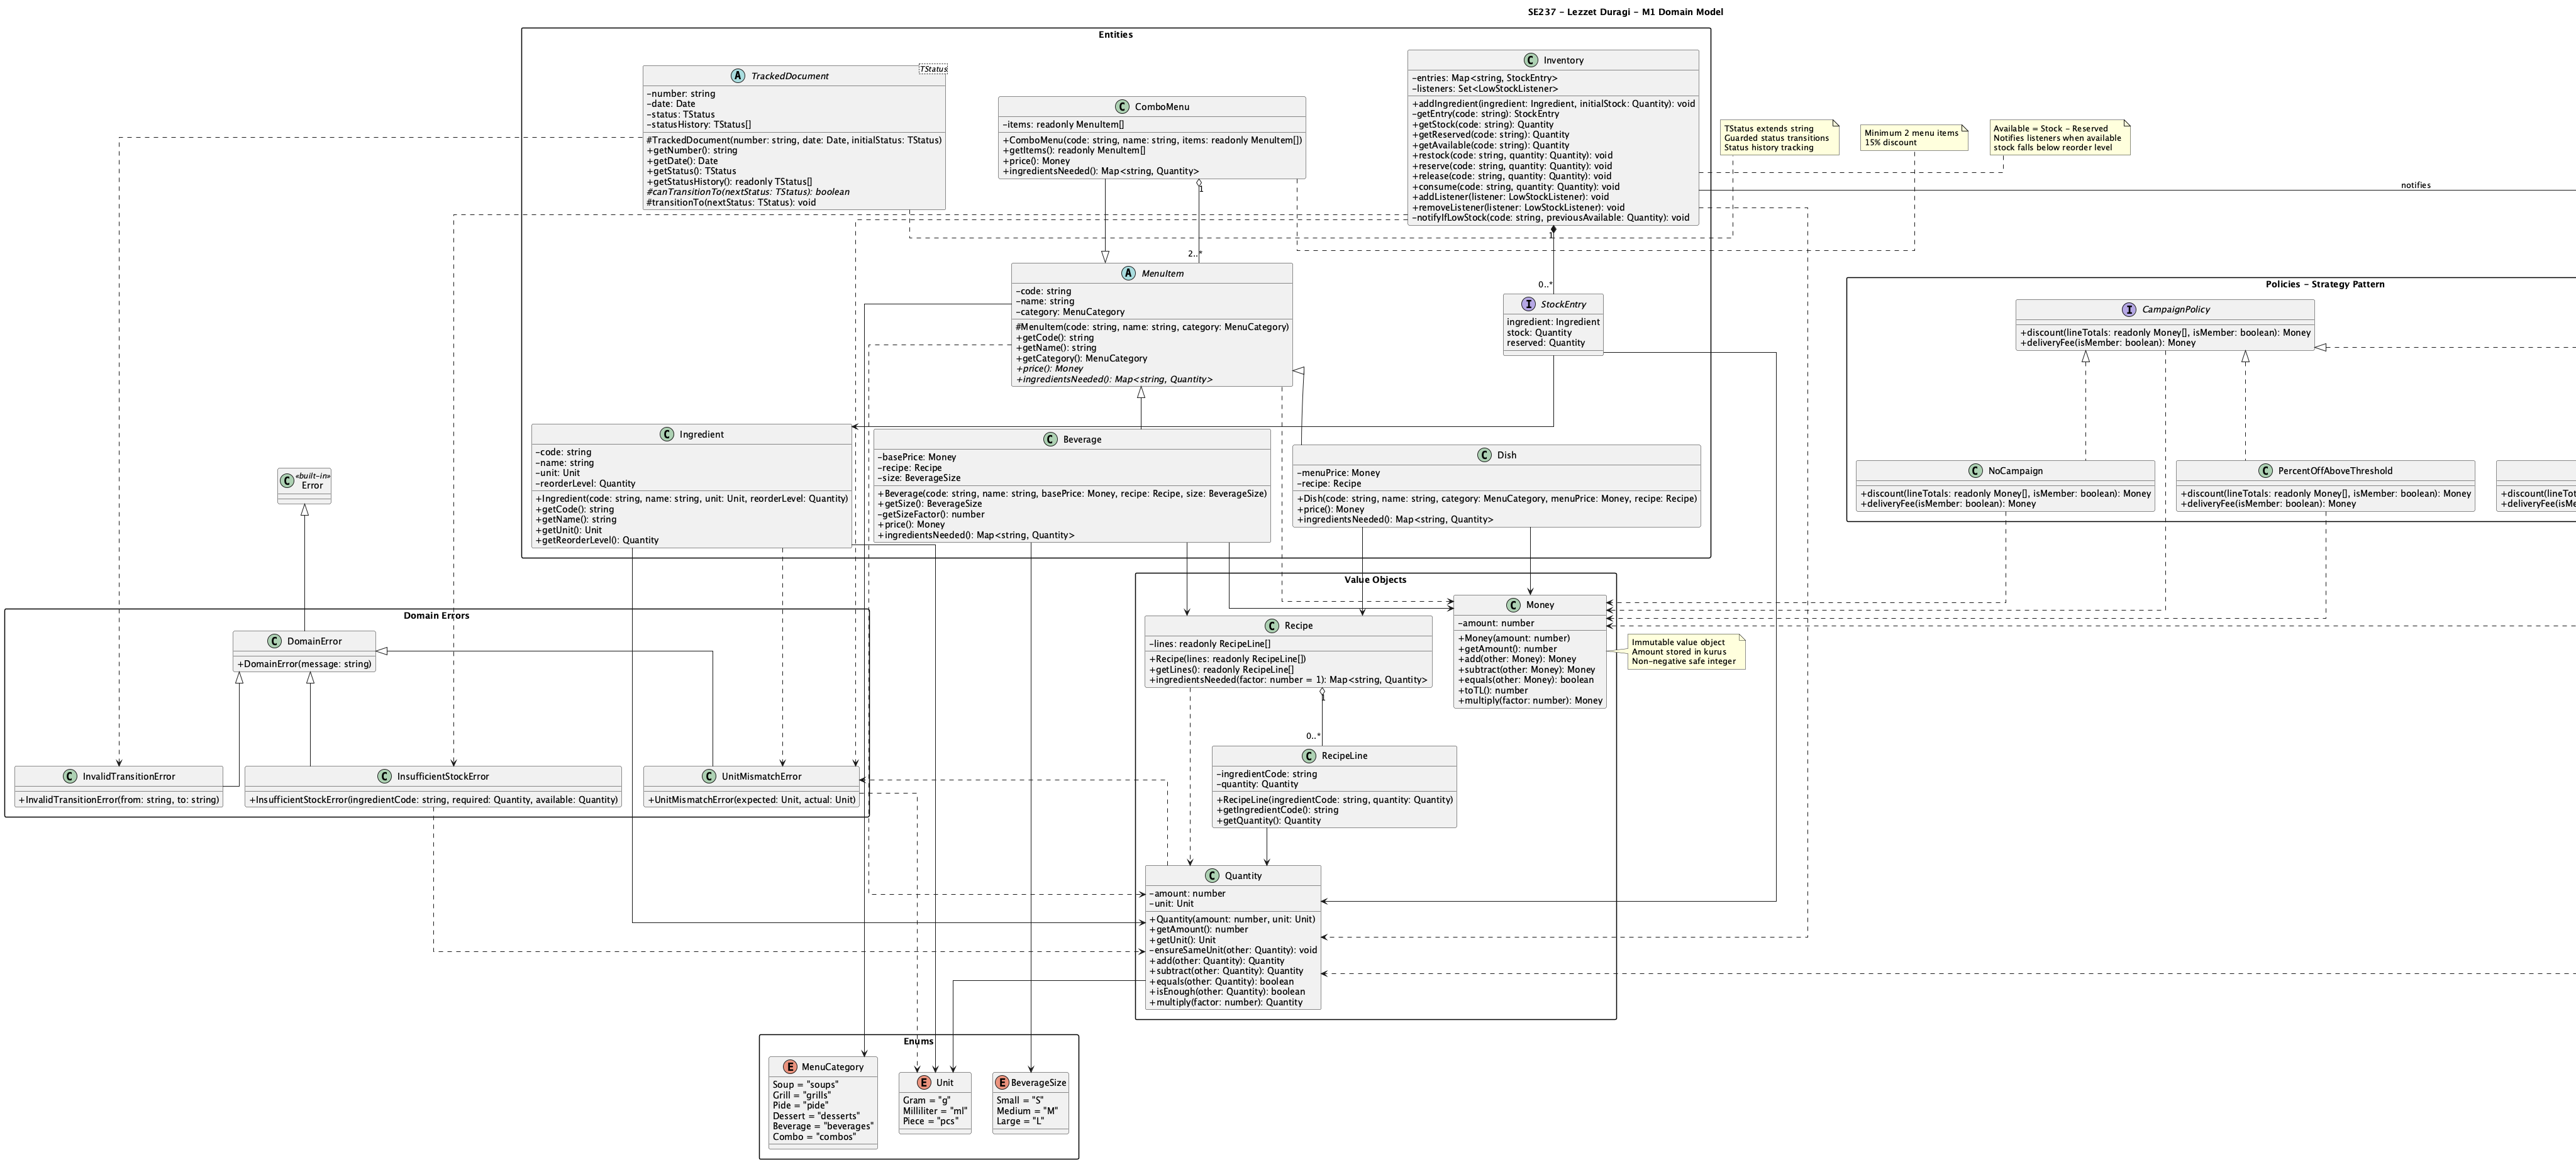 SE237 - Lezzet Duragi - M1 Domain Model
Entities
A TrackedDocument
TStatus
-number: string
-date: Date
-status: TStatus
-statusHistory: TStatus[]
#TrackedDocument(number: string, date: Date, initialStatus: TStatus)
+getNumber(): string
+getDate(): Date
+getStatus(): TStatus
+getStatusHistory(): readonly TStatus[]
#canTransitionTo(nextStatus: TStatus): boolean
#transitionTo(nextStatus: TStatus): void
C ComboMenu
-items: readonly MenuItem[]
+ComboMenu(code: string, name: string, items: readonly MenuItem[])
+getItems(): readonly MenuItem[]
+price(): Money
+ingredientsNeeded(): Map<string, Quantity>
C Inventory
-entries: Map<string, StockEntry>
-listeners: Set<LowStockListener>
+addIngredient(ingredient: Ingredient, initialStock: Quantity): void
-getEntry(code: string): StockEntry
+getStock(code: string): Quantity
+getReserved(code: string): Quantity
+getAvailable(code: string): Quantity
+restock(code: string, quantity: Quantity): void
+reserve(code: string, quantity: Quantity): void
+release(code: string, quantity: Quantity): void
+consume(code: string, quantity: Quantity): void
+addListener(listener: LowStockListener): void
+removeListener(listener: LowStockListener): void
-notifyIfLowStock(code: string, previousAvailable: Quantity): void
TStatus extends string
Guarded status transitions
Status history tracking
Minimum 2 menu items
15% discount
Available = Stock - Reserved
Notifies listeners when available
stock falls below reorder level
notifies
1
2..*
1
0..*
A MenuItem
-code: string
-name: string
-category: MenuCategory
#MenuItem(code: string, name: string, category: MenuCategory)
+getCode(): string
+getName(): string
+getCategory(): MenuCategory
+price(): Money
+ingredientsNeeded(): Map<string, Quantity>
I StockEntry
ingredient: Ingredient
stock: Quantity
reserved: Quantity
Policies - Strategy Pattern
I CampaignPolicy
+discount(lineTotals: readonly Money[], isMember: boolean): Money
+deliveryFee(isMember: boolean): Money
C Ingredient
-code: string
-name: string
-unit: Unit
-reorderLevel: Quantity
+Ingredient(code: string, name: string, unit: Unit, reorderLevel: Quantity)
+getCode(): string
+getName(): string
+getUnit(): Unit
+getReorderLevel(): Quantity
C Beverage
-basePrice: Money
-recipe: Recipe
-size: BeverageSize
+Beverage(code: string, name: string, basePrice: Money, recipe: Recipe, size: BeverageSize)
+getSize(): BeverageSize
-getSizeFactor(): number
+price(): Money
+ingredientsNeeded(): Map<string, Quantity>
C Dish
-menuPrice: Money
-recipe: Recipe
+Dish(code: string, name: string, category: MenuCategory, menuPrice: Money, recipe: Recipe)
+price(): Money
+ingredientsNeeded(): Map<string, Quantity>
C NoCampaign
+discount(lineTotals: readonly Money[], isMember: boolean): Money
+deliveryFee(isMember: boolean): Money
C PercentOffAboveThreshold
+discount(lineTotals: readonly Money[], isMember: boolean): Money
+deliveryFee(isMember: boolean): Money
+discount(lineTot
+deliveryFee(isMe
C «built-in»
Error
Domain Errors
C DomainError
+DomainError(message: string)
C InvalidTransitionError
+InvalidTransitionError(from: string, to: string)
C InsufficientStockError
+InsufficientStockError(ingredientCode: string, required: Quantity, available: Quantity)
C UnitMismatchError
+UnitMismatchError(expected: Unit, actual: Unit)
Value Objects
C Recipe
-lines: readonly RecipeLine[]
+Recipe(lines: readonly RecipeLine[])
+getLines(): readonly RecipeLine[]
+ingredientsNeeded(factor: number = 1): Map<string, Quantity>
C Money
-amount: number
+Money(amount: number)
+getAmount(): number
+add(other: Money): Money
+subtract(other: Money): Money
+equals(other: Money): boolean
+toTL(): number
+multiply(factor: number): Money
Immutable value object
Amount stored in kurus
Non-negative safe integer
1
0..*
C RecipeLine
-ingredientCode: string
-quantity: Quantity
+RecipeLine(ingredientCode: string, quantity: Quantity)
+getIngredientCode(): string
+getQuantity(): Quantity
C Quantity
-amount: number
-unit: Unit
+Quantity(amount: number, unit: Unit)
+getAmount(): number
+getUnit(): Unit
-ensureSameUnit(other: Quantity): void
+add(other: Quantity): Quantity
+subtract(other: Quantity): Quantity
+equals(other: Quantity): boolean
+isEnough(other: Quantity): boolean
+multiply(factor: number): Quantity
Enums
E MenuCategory
Soup = "soups"
Grill = "grills"
Pide = "pide"
Dessert = "desserts"
Beverage = "beverages"
Combo = "combos"
E Unit
Gram = "g"
Milliliter = "ml"
Piece = "pcs"
E BeverageSize
Small = "S"
Medium = "M"
Large = "L"